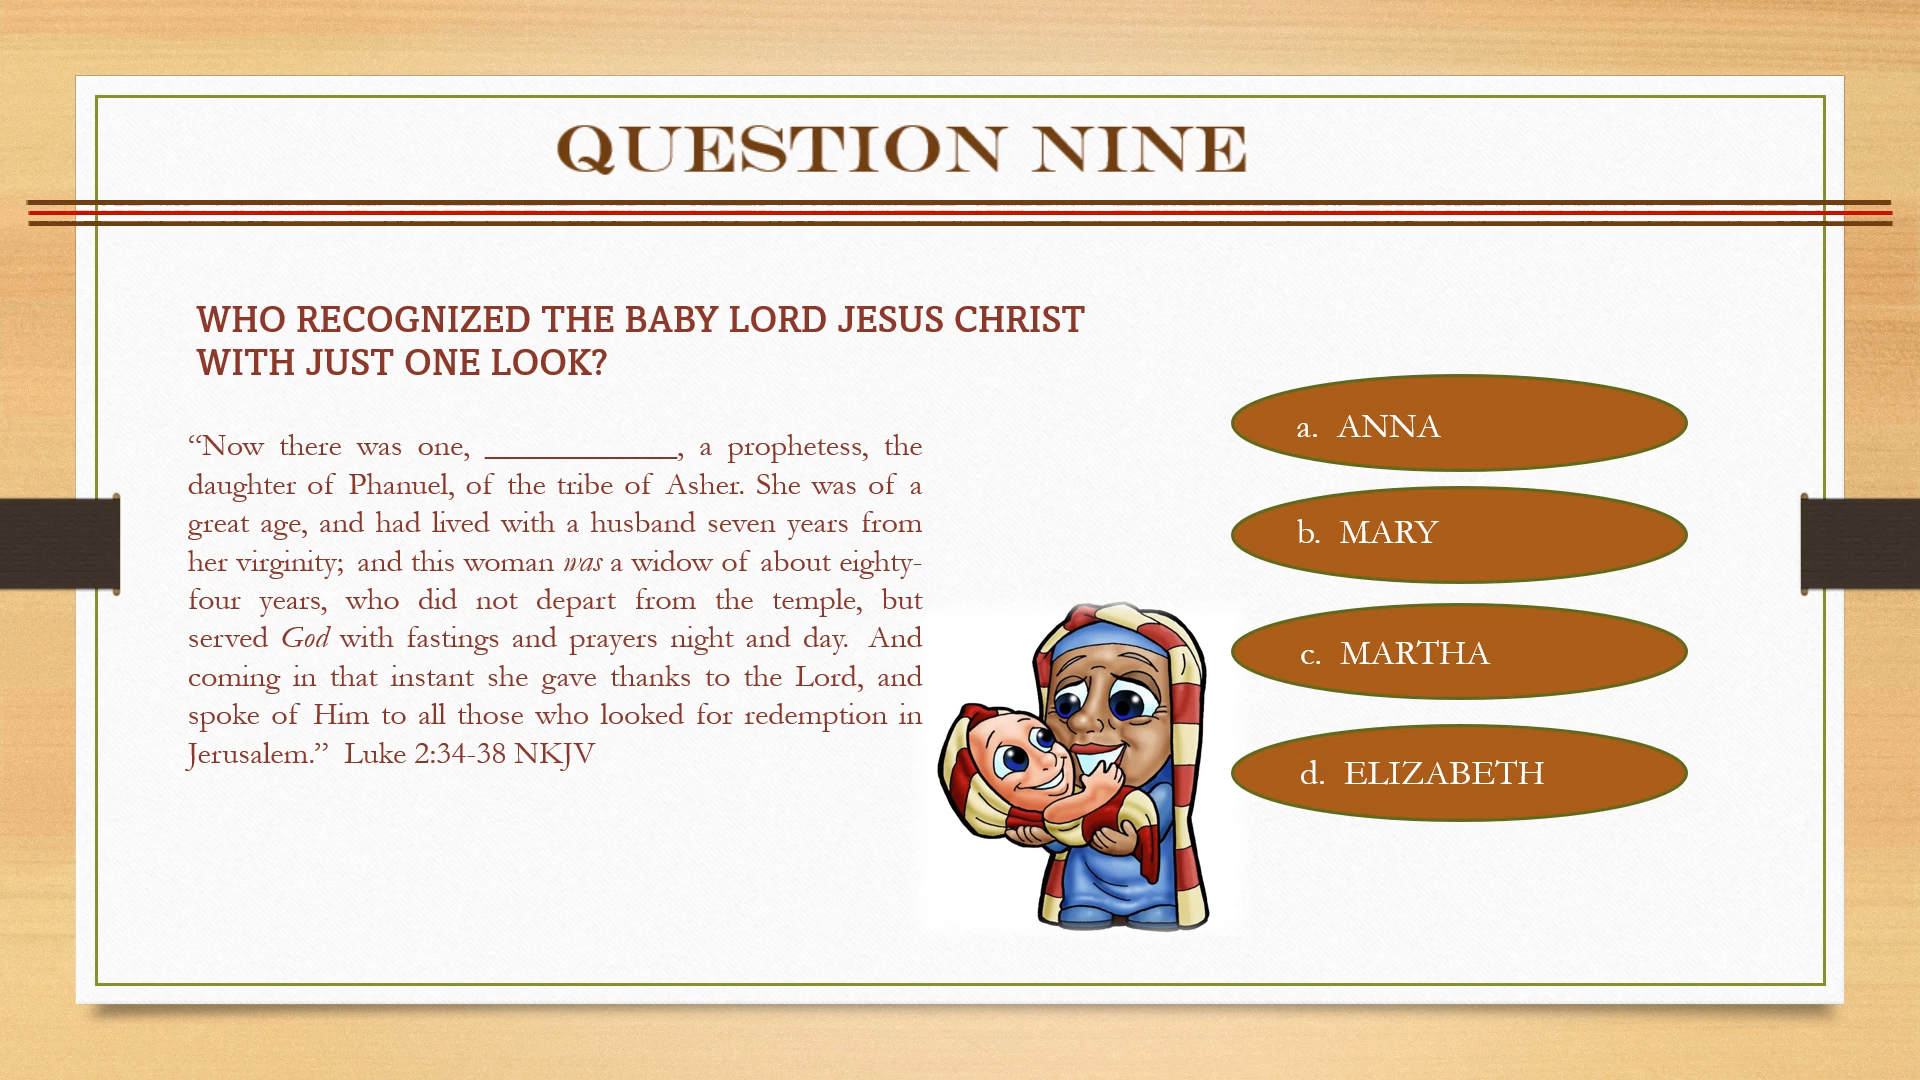 QUESTION NINE
WHO RECOGNIZED THE BABY LORD JESUS CHRIST
WITH JUST ONE LOOK?
“Now there was one, ____________, a prophetess, the
daughter of Phanuel, of the tribe of Asher. She was of a
great age, and had lived with a husband seven years from
her virginity; and this woman was a widow of about eighty-
four years, who did not depart from the temple, but
served God with fastings and prayers night and day. And
coming in that instant she gave thanks to the Lord, and
spoke of Him to all those who looked for redemption in
Jerusalem.” Luke 2:34-38 NKJV
a. ANNA
b. MARY
c. MARTHA
d. ELIZABETH